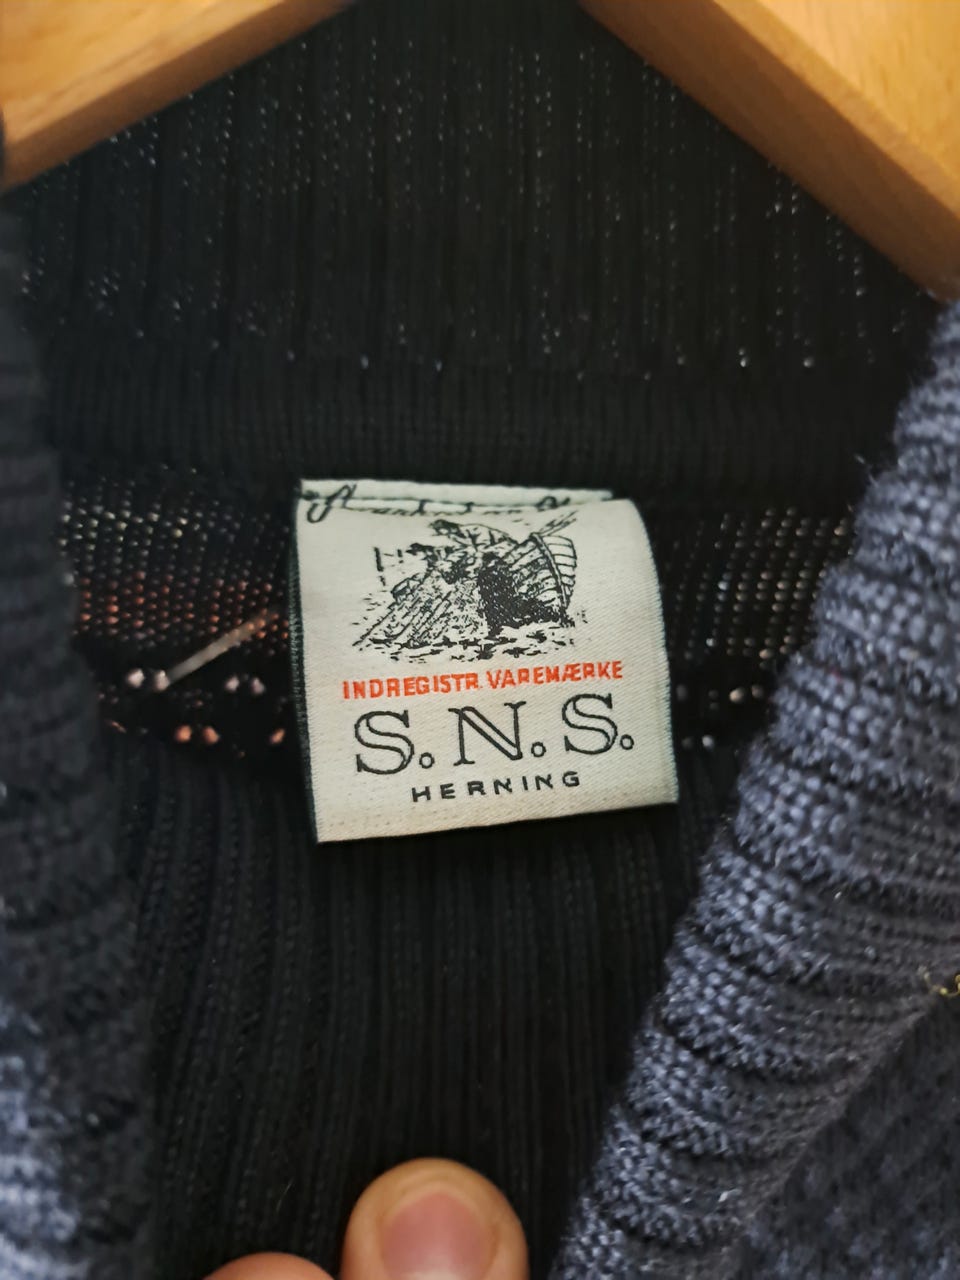 INDREGISTR. VAREMÆRKE
S.N.S.
HERNING